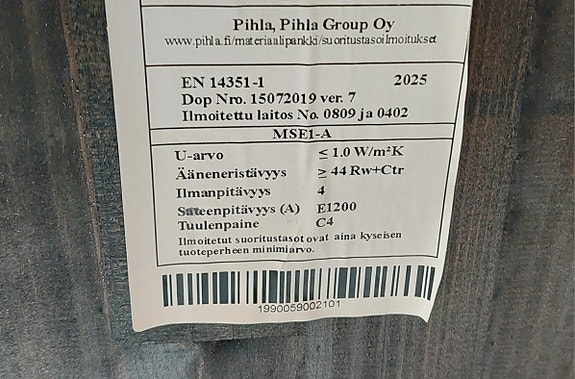 Pihla, Pihla Group Oy
www.pihla.fi/materiaalipankki/suoritustasoilmoitukset
EN 14351-1 2025
Dop Nro. 15072019 ver. 7
Ilmoitettu laitos No. 0809 ja 0402
MSE1-A
U-arvo ≤ 1.0 W/m²K
Ääneneristävyys ≥ 44 Rw+Ctr
Ilmanpitävyys 4
Sateenpitävyys (A) E1200
Tuulenpaine C4
Ilmoitetut suoritustasot ovat aina kyseisen
tuoteperheen minimiarvo.
1990059002101